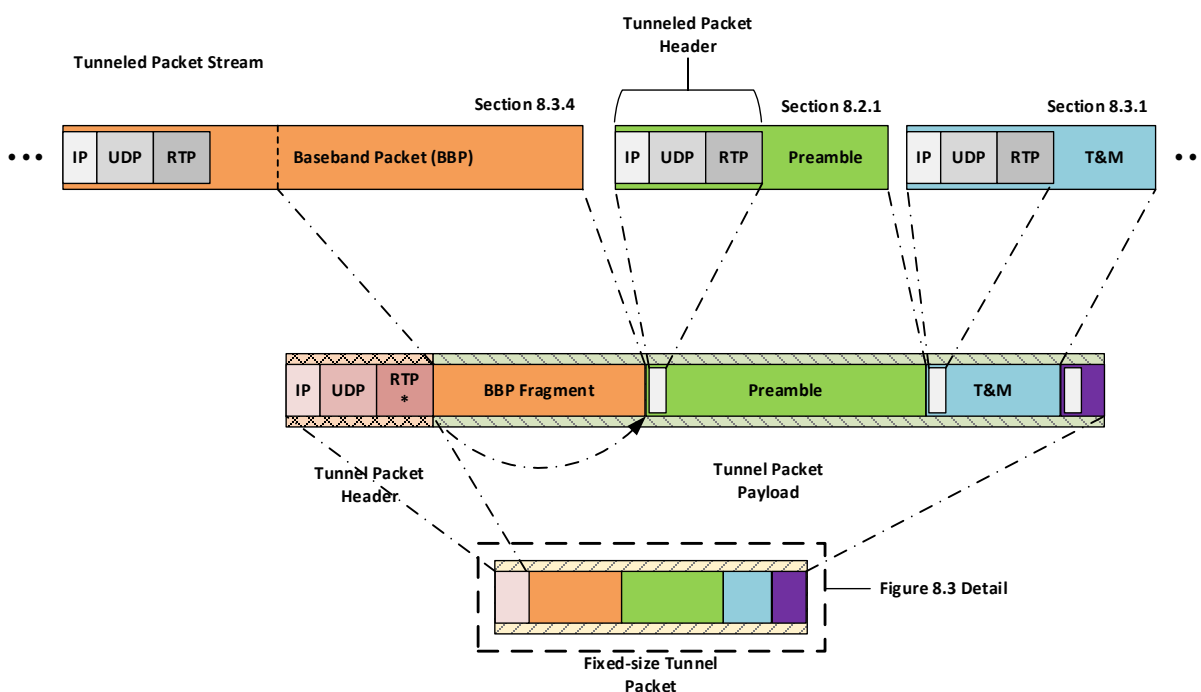 Tunneled Packet
Header
Tunneled Packet Stream
Section 8.3.4
Section 8.2.1
Section 8.3.1
IP UDP RTP Baseband Packet (BBP)
IP UDP RTP Preamble
IP UDP RTP T&M
IP UDP RTP
*
BBP Fragment Preamble T&M
Tunnel Packet
Header
Tunnel Packet
Payload
Figure 8.3 Detail
Fixed-size Tunnel
Packet